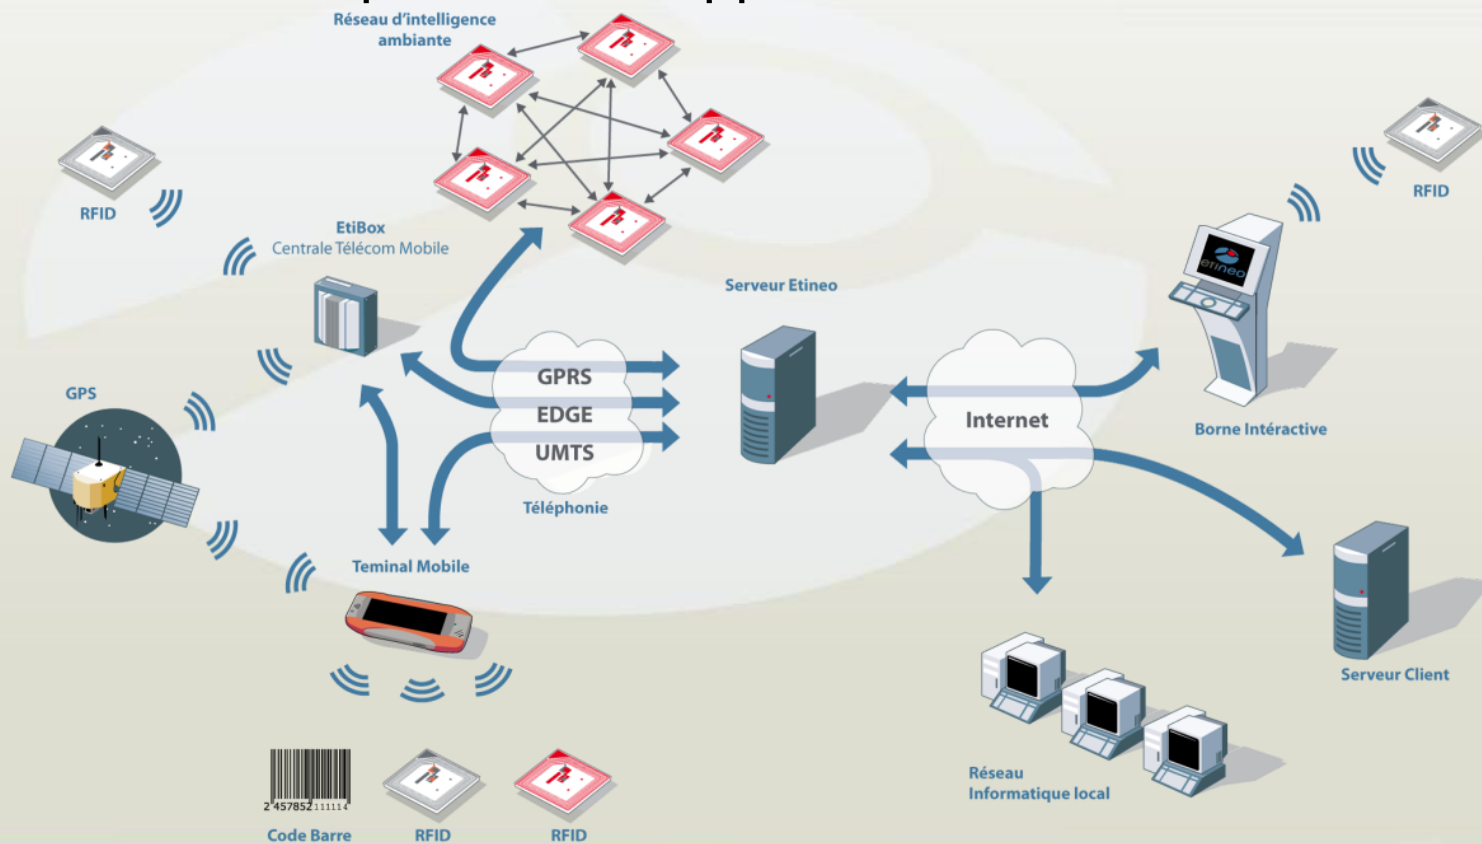 Réseau d'intelligence
ambiante
RFID
RFID
EtiBox
Centrale Télécom Mobile
Serveur Etineo
etineo
GPS
GPRS
EDGE
UMTS
Téléphonie
Internet
Borne Intéractive
Teminal Mobile
Serveur Client
Réseau
Informatique local
2 457852 111114
Code Barre
RFID
RFID